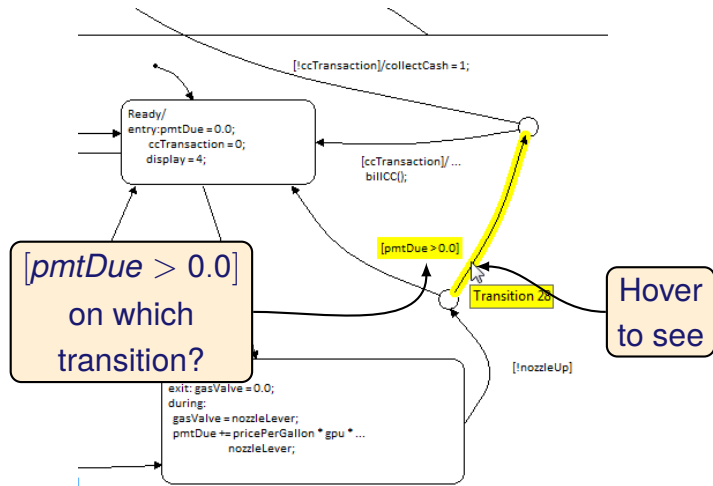 [!ccTransaction]/collectCash = 1;
Ready/
entry:pmtDue = 0.0;
ccTransaction = 0;
display = 4;
[ccTransaction]/ ...
billCC();
[pmtDue > 0.0]
[pmtDue > 0.0]
on which
transition?
Transition 28
Hover
to see
[!nozzleUp]
exit: gasValve = 0.0;
during:
gasValve = nozzleLever;
pmtDue += pricePerGallon * gpu * ...
nozzleLever;